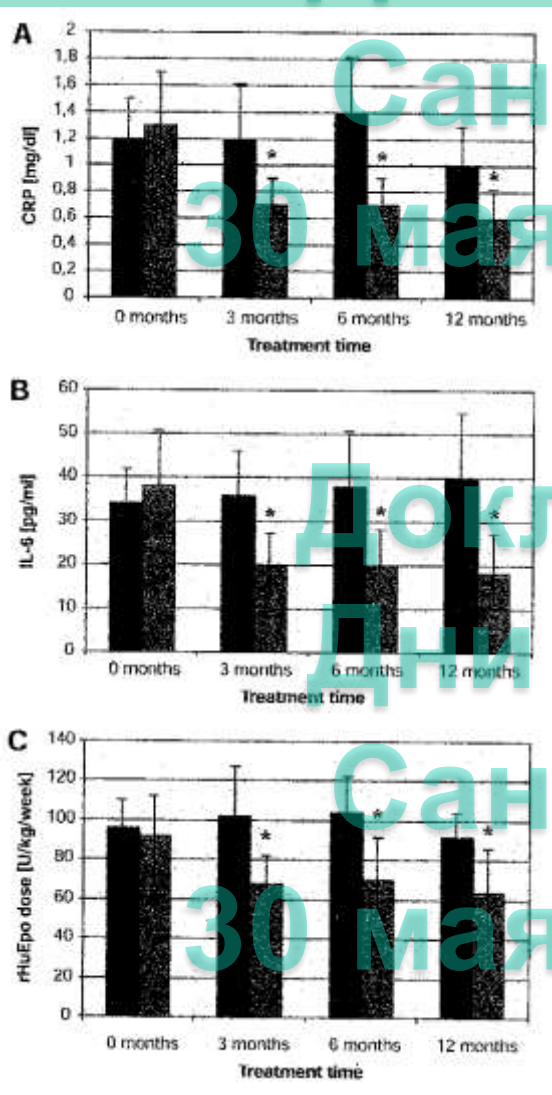 A
2
1,8
1,6
1,4
1,2
1
0,8
0,6
0,4
0,2
0
CRP [mg/dl]
* * *
0 months 3 months 6 months 12 months
Treatment time
B
60
50
40
30
20
10
0
IL-6 [pg/ml]
* * *
0 months 3 months 6 months 12 months
Treatment time
C
140
120
100
80
60
40
20
0
rHuEpo dose [U/kg/week]
* * *
0 months 3 months 6 months 12 months
Treatment time
Сан
30 мая
Докл
Дни
Сан
30 мая